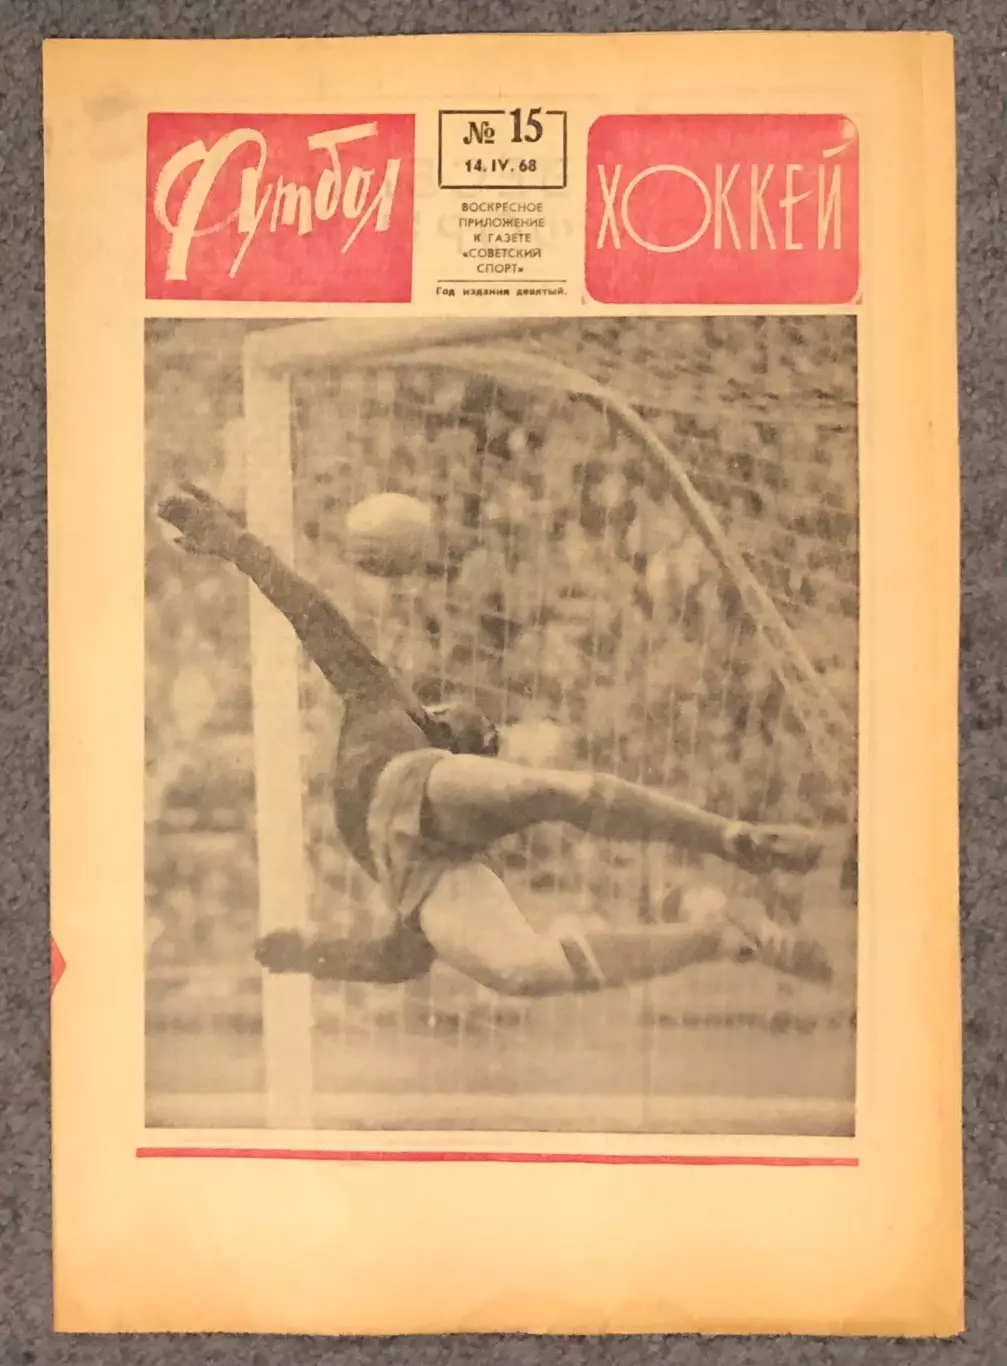 Футбол
№ 15
14. IV. 68
ВОСКРЕСНОЕ
ПРИЛОЖЕНИЕ
К ГАЗЕТЕ
«СОВЕТСКИЙ
СПОРТ»
Год издания девятый.
ХОККЕЙ